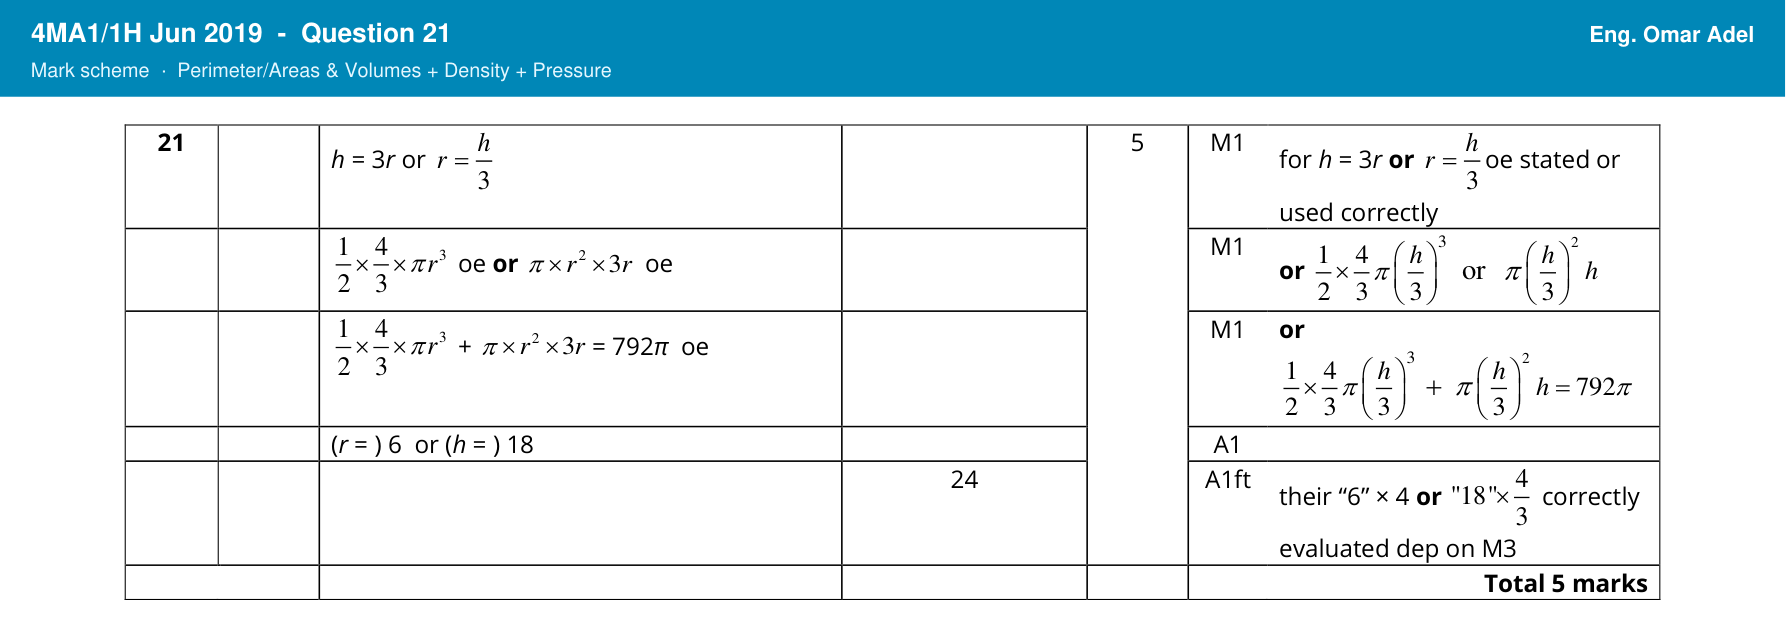 4MA1/1H Jun 2019 - Question 21
Eng. Omar Adel
Mark scheme · Perimeter/Areas & Volumes + Density + Pressure
21
h = 3r or r = h/3
5
M1
for h = 3r or r = h/3 oe stated or
used correctly
1/2 × 4/3 × πr³ oe or π × r² × 3r oe
M1
or 1/2 × 4/3 π(h/3)³ or π(h/3)² h
1/2 × 4/3 × πr³ + π × r² × 3r = 792π oe
M1
or
1/2 × 4/3 π(h/3)³ + π(h/3)² h = 792π
(r = ) 6 or (h = ) 18
A1
24
A1ft
their “6” × 4 or "18"× 4/3 correctly
evaluated dep on M3
Total 5 marks